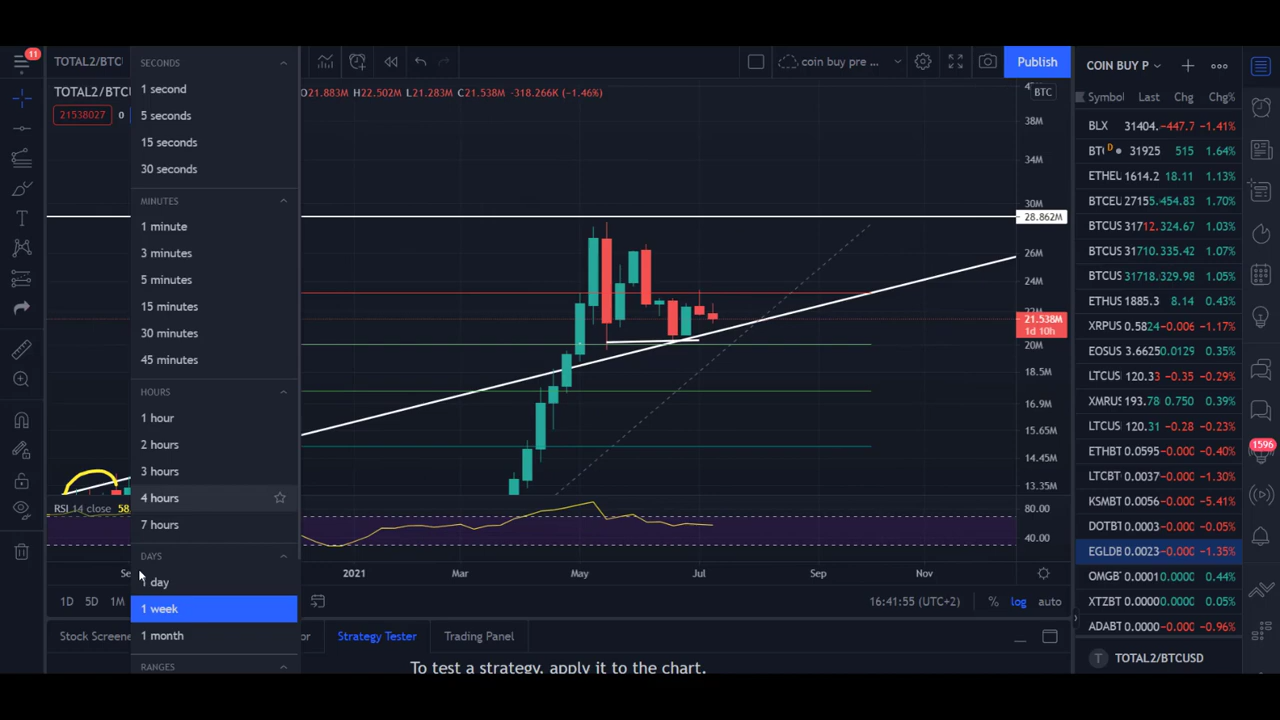 11
TOTAL2/BTCU
coin buy pre ...
Publish
COIN BUY P
TOTAL2/BTCU
O21.883M H22.502M L21.283M C21.538M -318.266K (-1.46%)
BTC
21538027
0
SECONDS
1 second
5 seconds
15 seconds
30 seconds
MINUTES
1 minute
3 minutes
5 minutes
15 minutes
30 minutes
45 minutes
HOURS
1 hour
2 hours
3 hours
4 hours
7 hours
DAYS
1 day
1 week
1 month
RANGES
38M
34M
30M
28.862M
26M
24M
21.538M
1d 10h
20M
18.5M
16.9M
15.65M
14.45M
13.35M
RSI 14 close 58.
80.00
40.00
2021
Mar
May
Jul
Sep
Nov
1D 5D 1M
16:41:55 (UTC+2)
% log auto
Stock Screene
or
Strategy Tester
Trading Panel
To test a strategy, apply it to the chart.
Symbol Last Chg Chg%
BLX 31404. -447.7 -1.41%
BT D 31925 515 1.64%
ETHEL 1614.2 18.11 1.13%
BTCEU 27155. 454.83 1.70%
BTCUS 31712. 324.67 1.03%
BTCUS 31710. 335.42 1.07%
BTCUS 31718. 329.98 1.05%
ETHUS 1885.3 8.14 0.43%
XRPUS 0.5824 -0.006 -1.17%
EOSUS 3.6625 0.0129 0.35%
LTCUS 120.33 -0.35 -0.29%
XMRUS 193.78 0.750 0.39%
LTCUS 120.31 -0.28 -0.23%
ETHBT 0.0595 -0.000 -0.40%
LTCBT 0.0037 -0.000 -1.30%
KSMBT 0.0056 -0.000 -5.41%
DOTBT 0.0003 -0.000 -0.05%
EGLDB 0.0023 -0.000 -1.35%
OMGB 0.0001 0.0000 0.44%
XTZBT 0.0000 0.0000 0.05%
ADABT 0.0000 -0.000 -0.96%
T TOTAL2/BTCUSD
1596